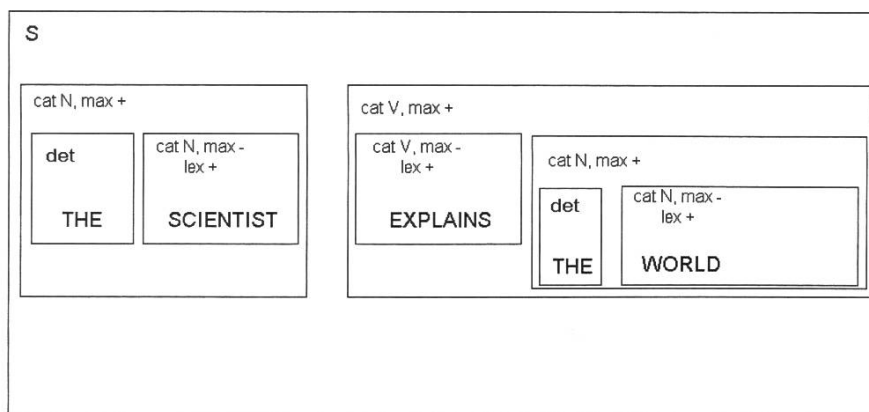 S
cat N, max +
det
THE
cat N, max -
lex +
SCIENTIST
cat V, max +
cat V, max -
lex +
EXPLAINS
cat N, max +
det
THE
cat N, max -
lex +
WORLD